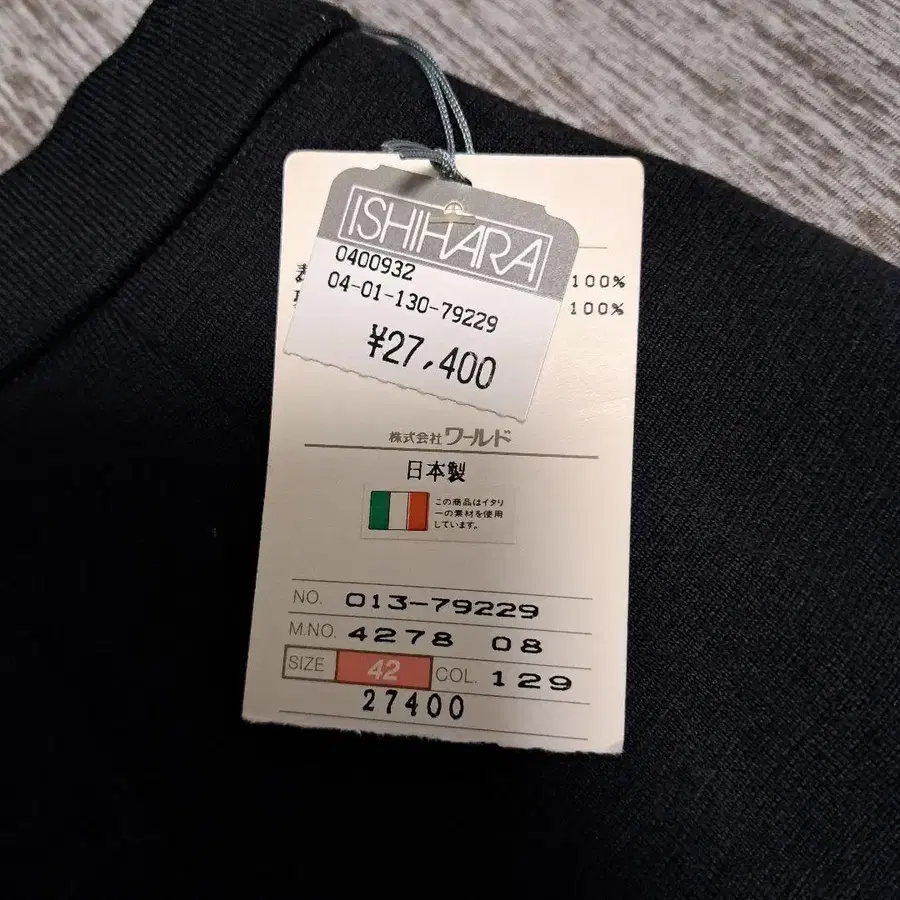 ISHIHARA
0400932
04-01-130-79229
¥27,400
100%
100%
株式会社ワールド
日本製
この商品はイタリ
ーの素材を使用
しています。
NO. 013-79229
M.NO. 4278 08
SIZE 42 COL. 129
27400